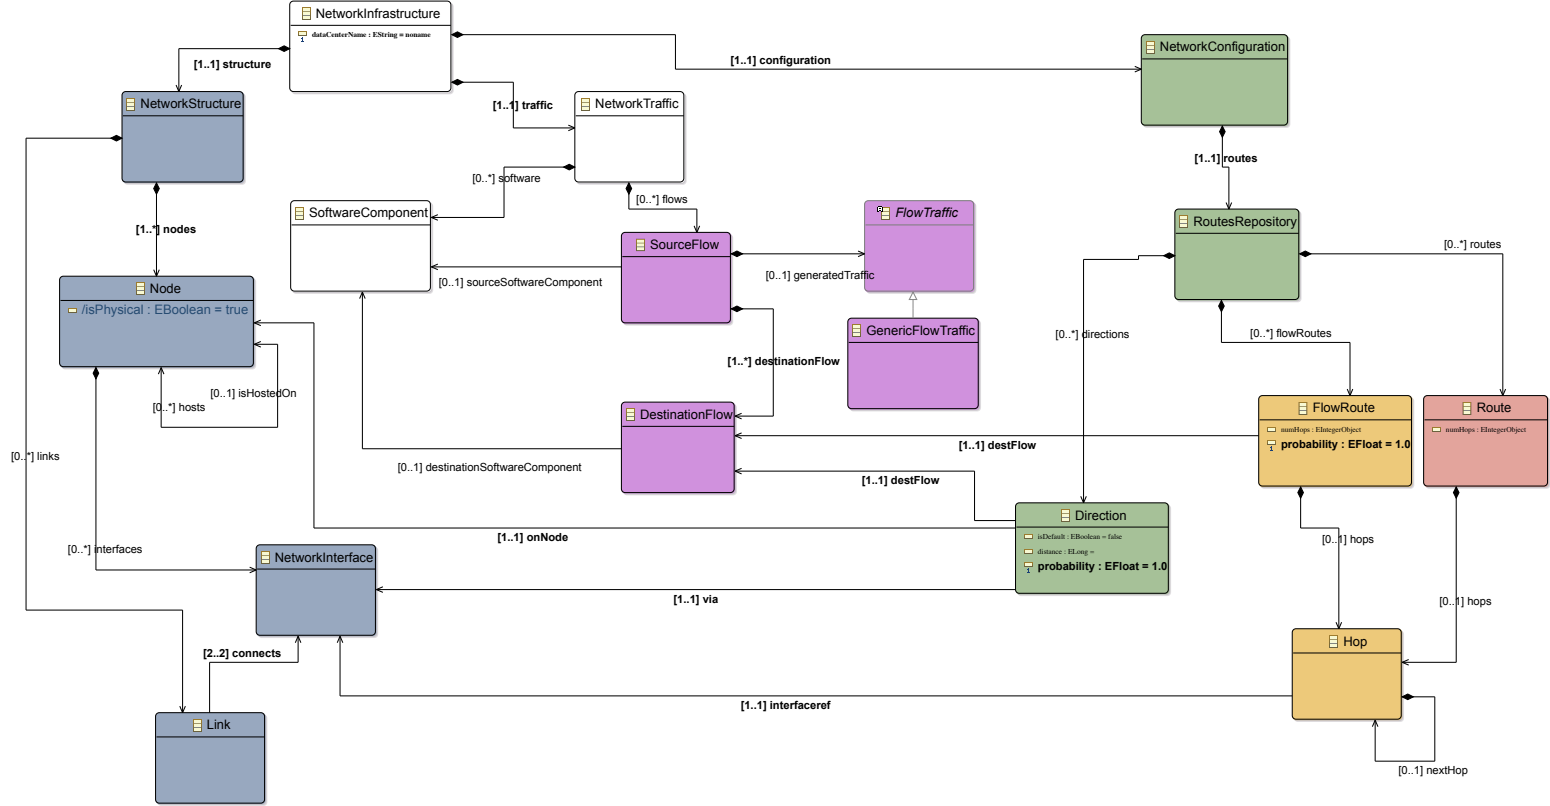 NetworkInfrastructure
dataCenterName : EString = noname
[1..1] structure
[1..1] configuration
[1..1] traffic
NetworkConfiguration
NetworkStructure
NetworkTraffic
[1..1] routes
[0..*] software
[0..*] flows
SoftwareComponent
FlowTraffic
RoutesRepository
[1..*] nodes
SourceFlow
[0..*] routes
[0..1] generatedTraffic
[0..1] sourceSoftwareComponent
Node
/isPhysical : EBoolean = true
GenericFlowTraffic
[0..*] directions
[0..*] flowRoutes
[1..*] destinationFlow
[0..1] isHostedOn
[0..*] hosts
DestinationFlow
FlowRoute
numHops : EIntegerObject
probability : EFloat = 1.0
Route
numHops : EIntegerObject
[1..1] destFlow
[0..*] links
[0..1] destinationSoftwareComponent
[1..1] destFlow
Direction
isDefault : EBoolean = false
distance : ELong =
probability : EFloat = 1.0
[1..1] onNode
[0..1] hops
[0..*] interfaces
NetworkInterface
[1..1] via
[0..1] hops
Hop
[2..2] connects
[1..1] interfaceref
Link
[0..1] nextHop